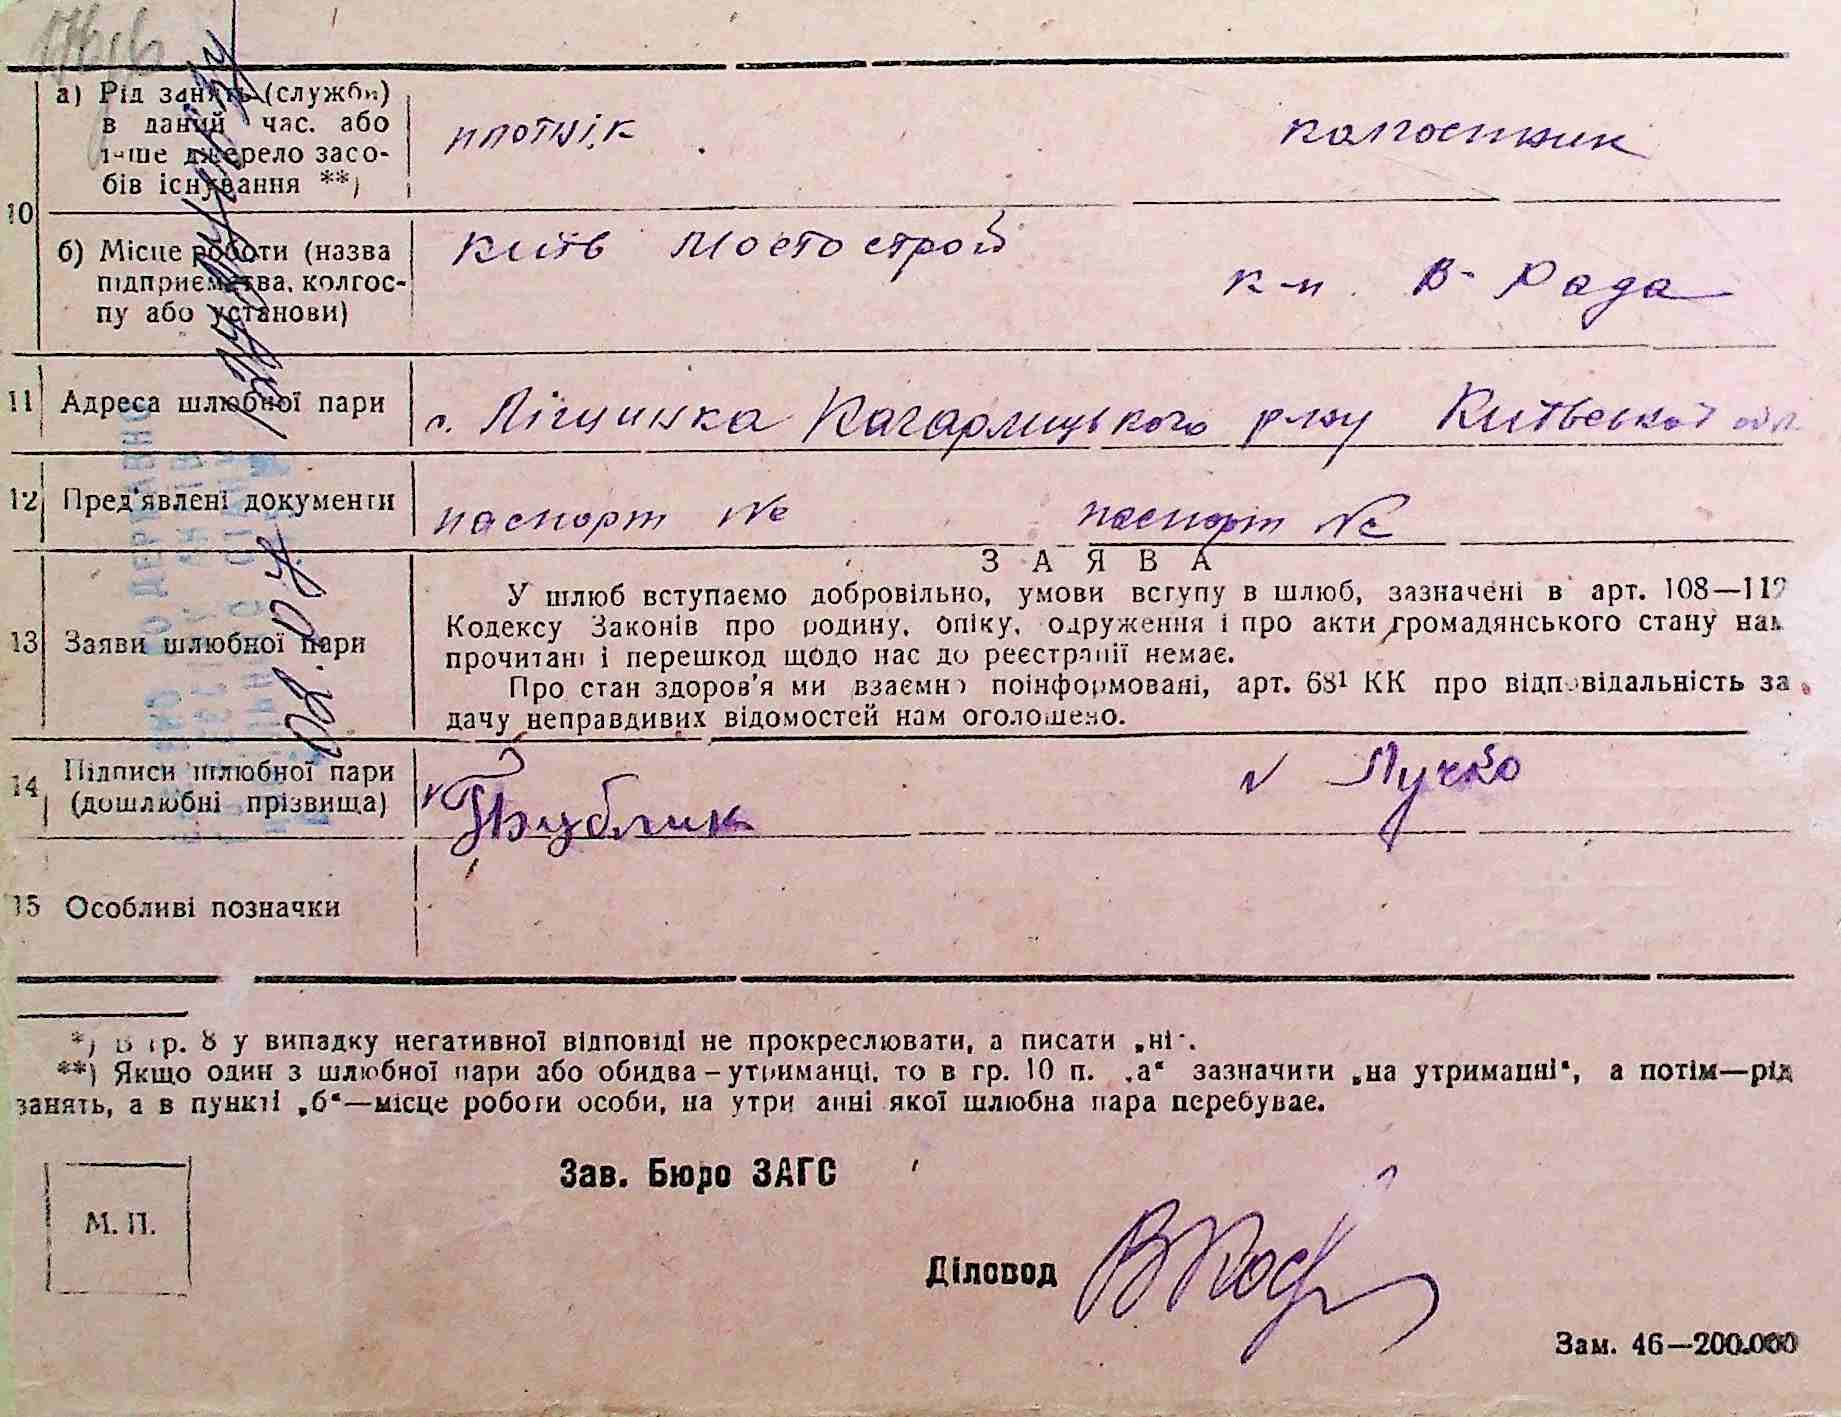 10
а) Рід занять (служби)
в даний час. або
інше джерело засо-
бів існування **)
плотнік
колгоспник
б) Місце роботи (назва
підприємства, колгос-
пу або установи)
Київ Мостострой
к-п. В-Рада
11 Адреса шлюбної пари
с. Ліщинка Кагарлицького р-ну Київської обл
12 Пред'явлені документи
паспорт №
паспорт №
ЗАЯВА
13 Заяви шлюбної пари
У шлюб вступаємо добровільно, умови вступу в шлюб, зазначені в арт. 108—112
Кодексу Законів про родину, опіку, одруження і про акти громадянського стану нам
прочитані і перешкод щодо нас до реєстрації немає.
Про стан здоров'я ми взаємно поінформовані, арт. 68¹ КК про відповідальність за
дачу неправдивих відомостей нам оголошено.
14 Підписи шлюбної пари
(дошлюбні прізвища)
Бублик
Лучко
15 Особливі позначки
*) В гр. 8 у випадку негативної відповіді не прокреслювати, а писати „ні".
**) Якщо один з шлюбної пари або обидва – утриманці, то в гр. 10 п. „а" зазначити „на утриманні", а потім—рід
занять, а в пункті „б"—місце роботи особи, на утриманні якої шлюбна пара перебуває.
Зав. Бюро ЗАГС
М. П.
Діловод
Зам. 46—200.000